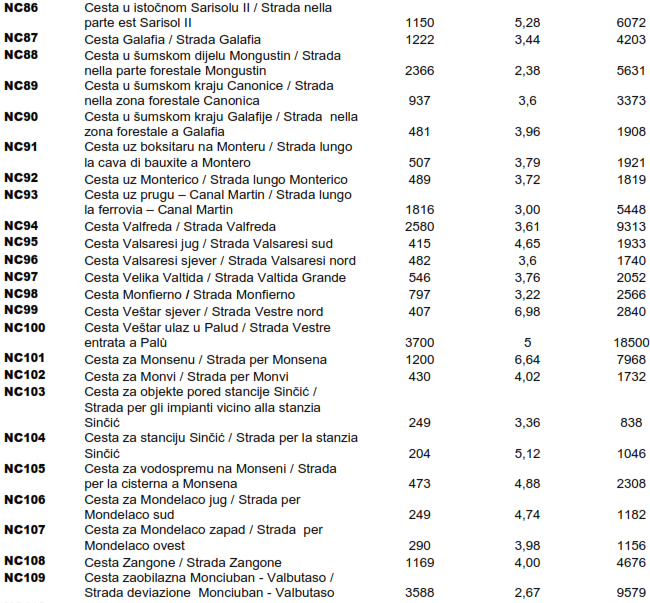 NC86 Cesta u istočnom Sarisolu II / Strada nella
parte est Sarisol II 1150 5,28 6072
NC87 Cesta Galafia / Strada Galafia 1222 3,44 4203
NC88 Cesta u šumskom dijelu Mongustin / Strada
nella parte forestale Mongustin 2366 2,38 5631
NC89 Cesta u šumskom kraju Canonice / Strada
nella zona forestale Canonica 937 3,6 3373
NC90 Cesta u šumskom kraju Galafije / Strada nella
zona forestale a Galafia 481 3,96 1908
NC91 Cesta uz boksitaru na Monteru / Strada lungo
la cava di bauxite a Montero 507 3,79 1921
NC92 Cesta uz Monterico / Strada lungo Monterico 489 3,72 1819
NC93 Cesta uz prugu – Canal Martin / Strada lungo
la ferrovia – Canal Martin 1816 3,00 5448
NC94 Cesta Valfreda / Strada Valfreda 2580 3,61 9313
NC95 Cesta Valsaresi jug / Strada Valsaresi sud 415 4,65 1933
NC96 Cesta Valsaresi sjever / Strada Valsaresi nord 482 3,6 1740
NC97 Cesta Velika Valtida / Strada Valtida Grande 546 3,76 2052
NC98 Cesta Monfierno / Strada Monfierno 797 3,22 2566
NC99 Cesta Veštar sjever / Strada Vestre nord 407 6,98 2840
NC100 Cesta Veštar ulaz u Palud / Strada Vestre
entrata a Palù 3700 5 18500
NC101 Cesta za Monsenu / Strada per Monsena 1200 6,64 7968
NC102 Cesta za Monvi / Strada per Monvi 430 4,02 1732
NC103 Cesta za objekte pored stancije Sinčić /
Strada per gli impianti vicino alla stanzia
Sinčić 249 3,36 838
NC104 Cesta za stanciju Sinčić / Strada per la stanzia
Sinčić 204 5,12 1046
NC105 Cesta za vodospremu na Monseni / Strada
per la cisterna a Monsena 473 4,88 2308
NC106 Cesta za Mondelaco jug / Strada per
Mondelaco sud 249 4,74 1182
NC107 Cesta za Mondelaco zapad / Strada per
Mondelaco ovest 290 3,98 1156
NC108 Cesta Zangone / Strada Zangone 1169 4,00 4676
NC109 Cesta zaobilazna Monciuban - Valbutaso /
Strada deviazione Monciuban - Valbutaso 3588 2,67 9579